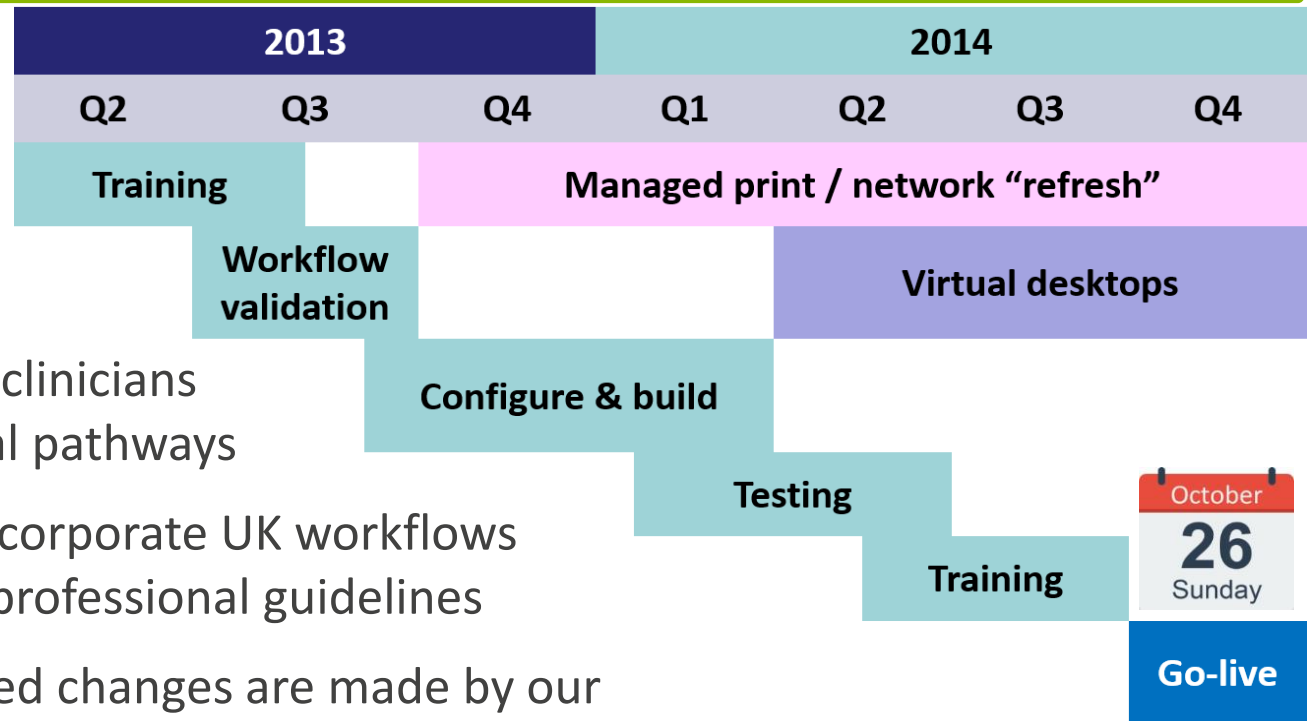 2013 2014
Q2 Q3 Q4 Q1 Q2 Q3 Q4
Training Managed print / network “refresh”
Workflow
validation
Virtual desktops
clinicians
Configure & build
pathways
Testing
October
26
Sunday
corporate UK workflows
professional guidelines
Training
changes are made by our
Go-live